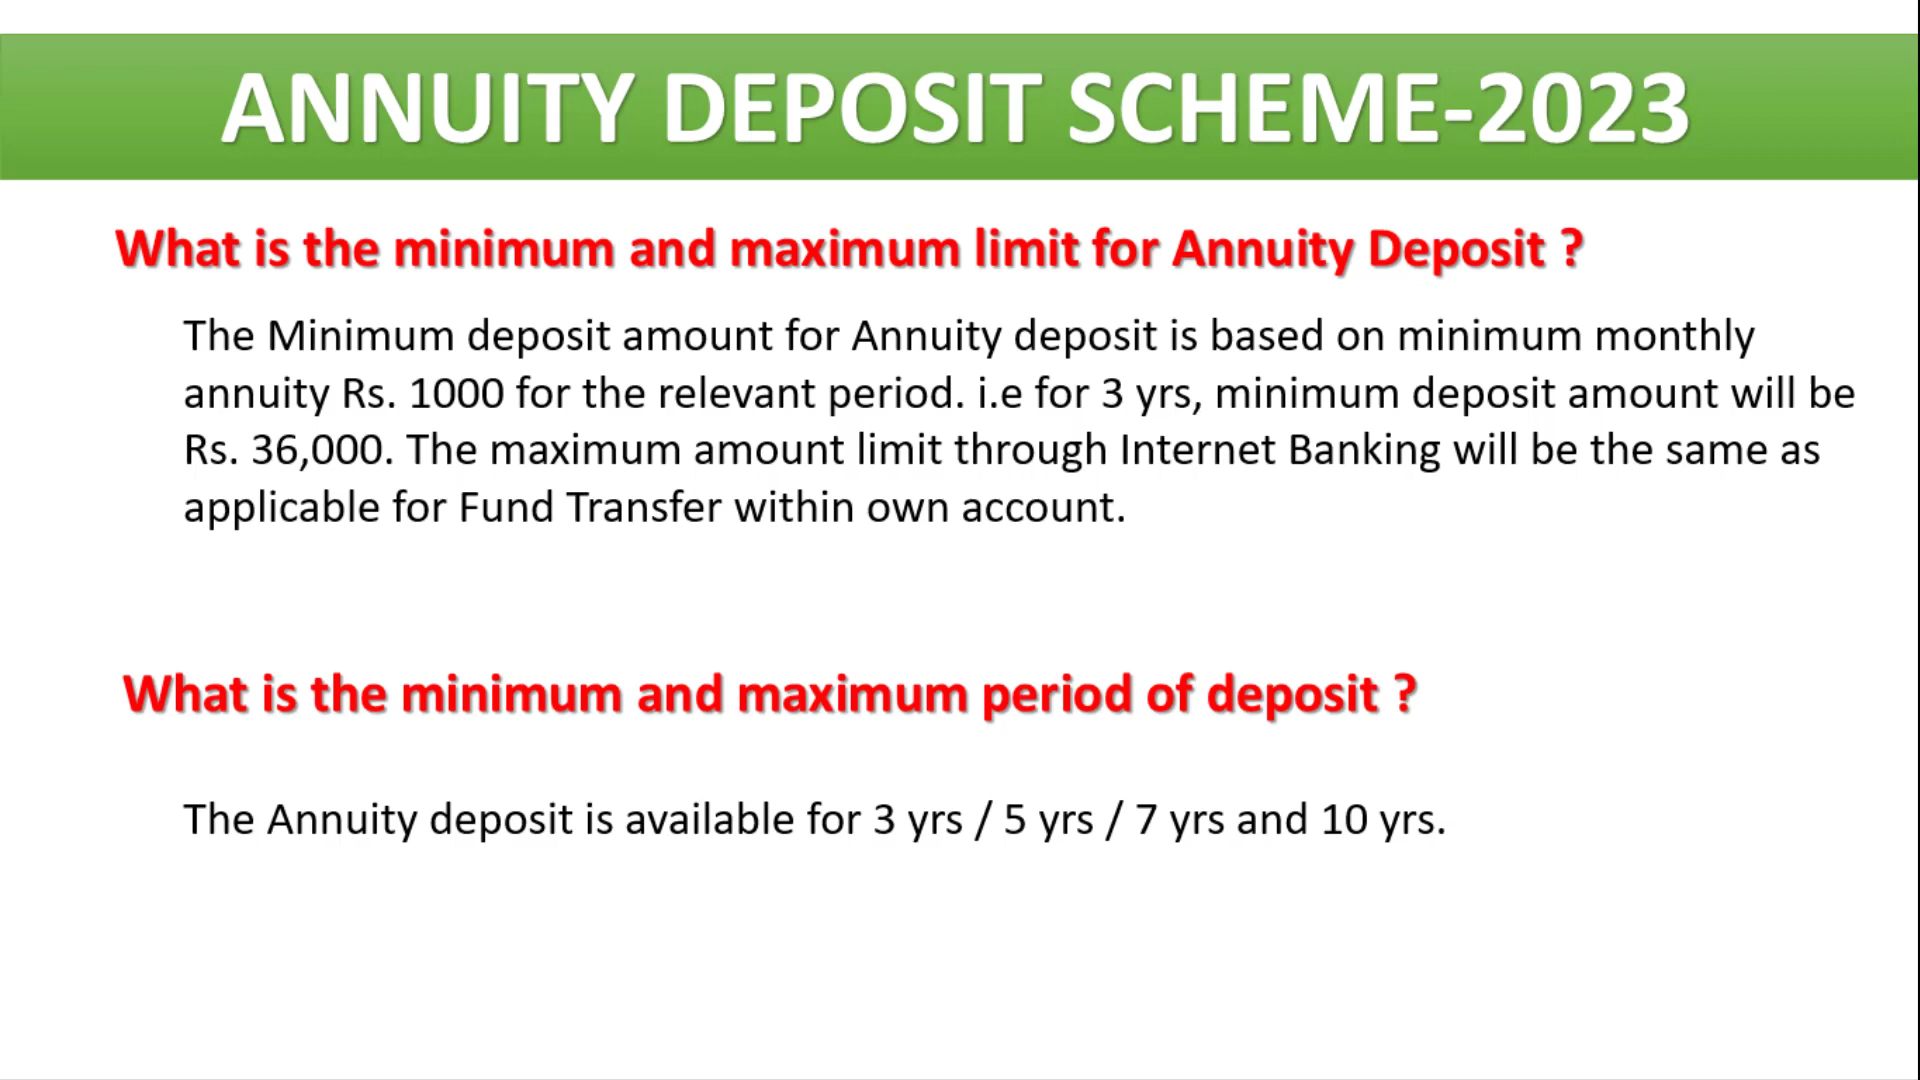 ANNUITY DEPOSIT SCHEME-2023
What is the minimum and maximum limit for Annuity Deposit ?
The Minimum deposit amount for Annuity deposit is based on minimum monthly
annuity Rs. 1000 for the relevant period. i.e for 3 yrs, minimum deposit amount will be
Rs. 36,000. The maximum amount limit through Internet Banking will be the same as
applicable for Fund Transfer within own account.
What is the minimum and maximum period of deposit ?
The Annuity deposit is available for 3 yrs / 5 yrs / 7 yrs and 10 yrs.